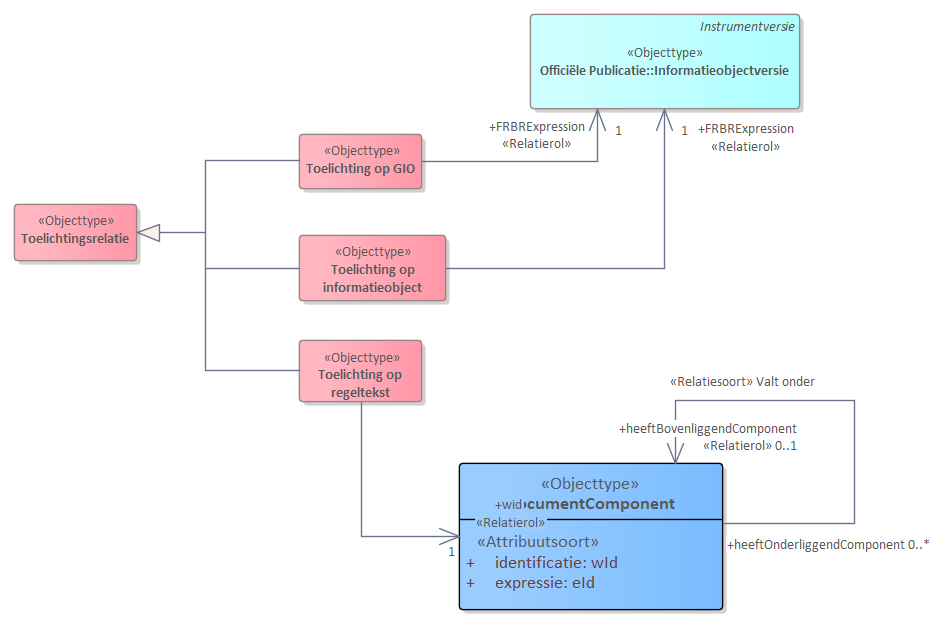 Instrumentversie
«Objecttype»
Officiële Publicatie::Informatieobjectversie
+FRBRExpression
«Relatierol»
1
1
+FRBRExpression
«Relatierol»
«Objecttype»
Toelichting op GIO
«Objecttype»
Toelichtingsrelatie
«Objecttype»
Toelichting op
informatieobject
«Objecttype»
Toelichting op
regeltekst
«Relatiesoort» Valt onder
+heeftBovenliggendComponent
«Relatierol» 0..1
«Objecttype»
+wid cumentComponent
«Relatierol»
«Attribuutsoort»
1
+ identificatie: wId
+ expressie: eId
+heeftOnderliggendComponent 0..*